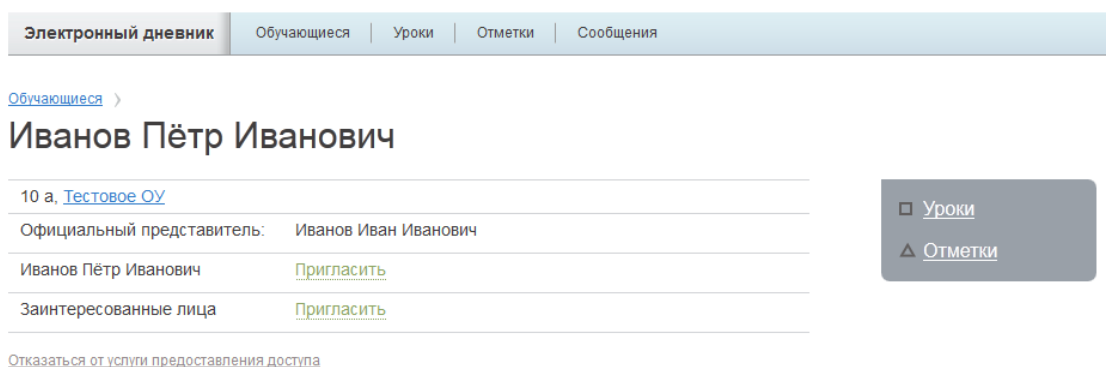 Электронный дневник Обучающиеся Уроки Отметки Сообщения
Обучающиеся
Иванов Пётр Иванович
10 а, Тестовое ОУ
Официальный представитель: Иванов Иван Иванович
Иванов Пётр Иванович Пригласить
Заинтересованные лица Пригласить
Отказаться от услуги предоставления доступа
Уроки
Отметки